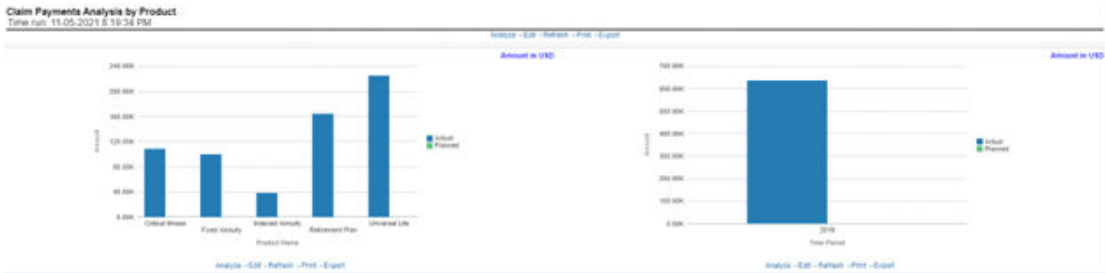 Claim Payments Analysis by Product
Time run: 11-05-2021 8:19:34 PM
Analyze - Edit - Refresh - Print - Export
Amount in USD
240.00K
200.00K
160.00K
120.00K
80.00K
40.00K
0.00K
Amount
Critical Illness
Fixed Annuity
Indexed Annuity
Retirement Plan
Universal Life
Product Name
Actual
Planned
Analyze - Edit - Refresh - Print - Export
Amount in USD
700.00K
600.00K
500.00K
400.00K
300.00K
200.00K
100.00K
0.00K
Amount
Time Period
Actual
Planned
Analyze - Edit - Refresh - Print - Export